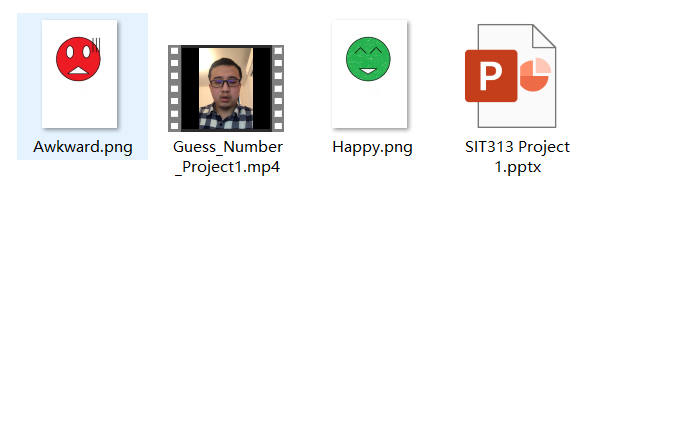 P
Awkward.png
Guess_Number
_Project1.mp4
Happy.png
SIT313 Project
1.pptx